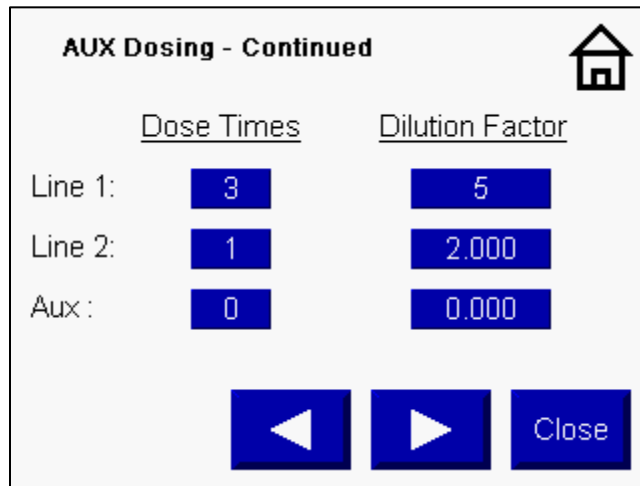 AUX Dosing - Continued
Dose Times Dilution Factor
Line 1: 3 5
Line 2: 1 2.000
Aux : 0 0.000
Close